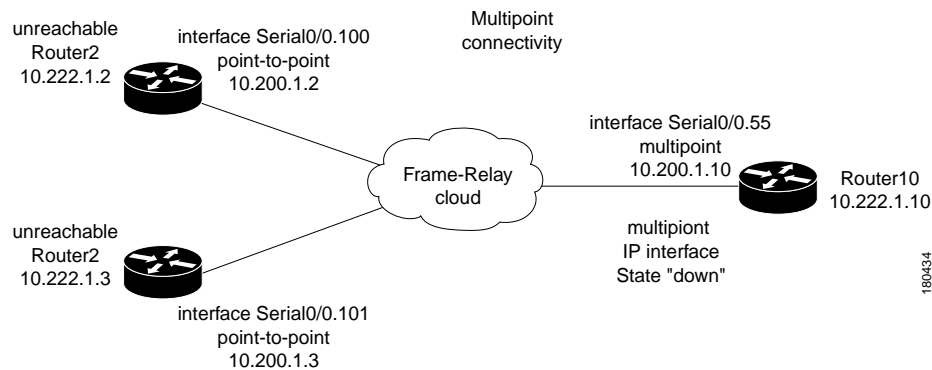 Multipoint
connectivity
unreachable
Router2
10.222.1.2
interface Serial0/0.100
point-to-point
10.200.1.2
interface Serial0/0.55
multipoint
10.200.1.10
Frame-Relay
cloud
Router10
10.222.1.10
unreachable
Router2
10.222.1.3
multipiont
IP interface
State "down"
interface Serial0/0.101
point-to-point
10.200.1.3
180434